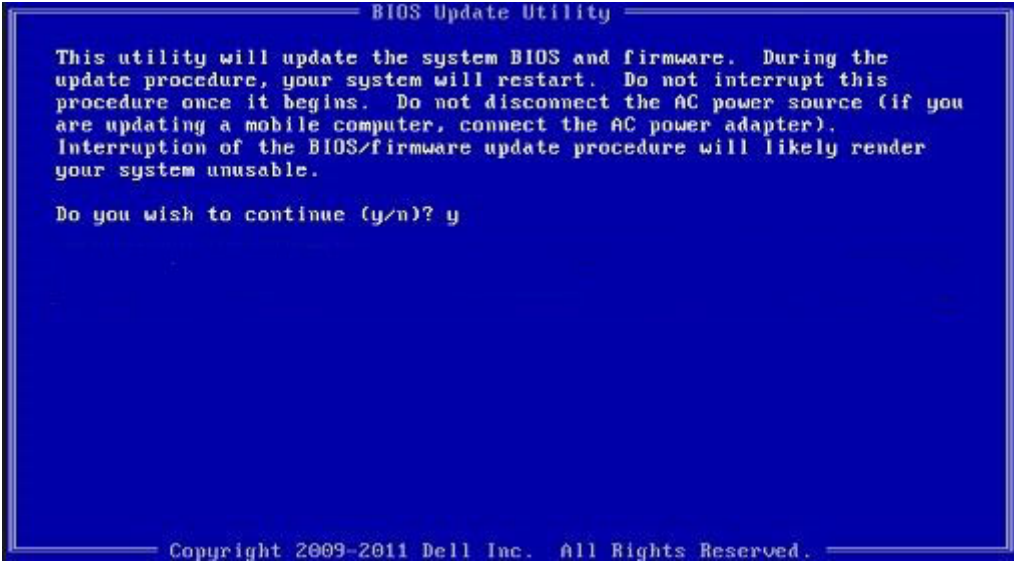 BIOS Update Utility
This utility will update the system BIOS and firmware.  During the
update procedure, your system will restart.  Do not interrupt this
procedure once it begins.  Do not disconnect the AC power source (if you
are updating a mobile computer, connect the AC power adapter).
Interruption of the BIOS/firmware update procedure will likely render
your system unusable.
Do you wish to continue (y/n)? y
Copyright 2009-2011 Dell Inc.  All Rights Reserved.